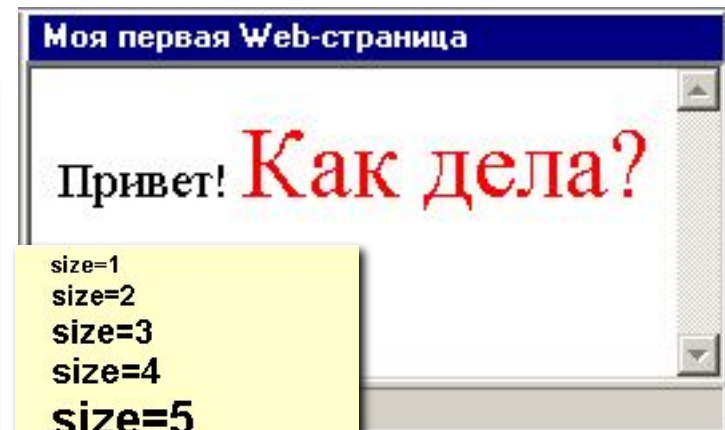 Моя первая Web-страница
Привет! Как дела?
size=1
size=2
size=3
size=4
size=5